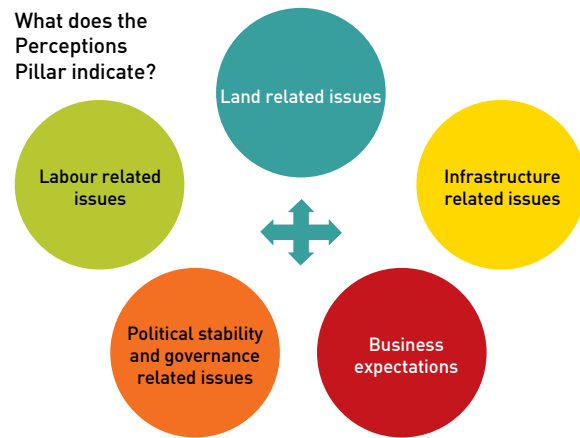 What does the
Perceptions
Pillar indicate?
Land related issues
Labour related
issues
Infrastructure
related issues
Political stability
and governance
related issues
Business
expectations